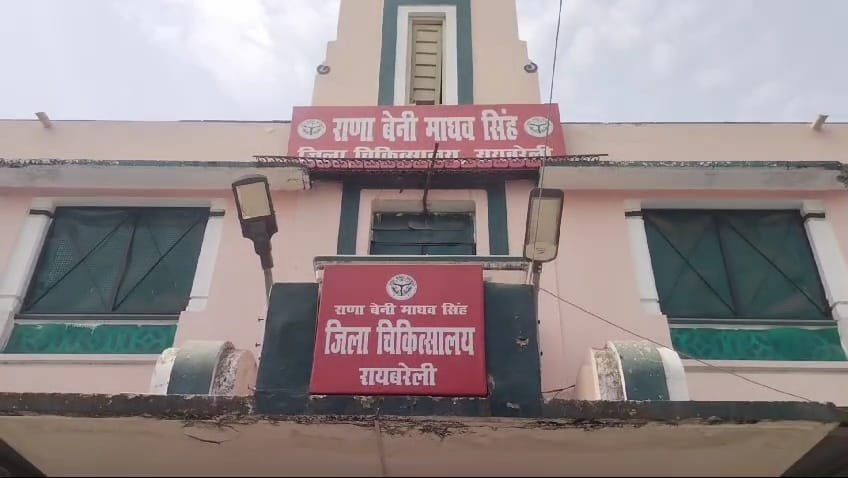 राणा बेनी माधव सिंह
जिला चिकित्सालय, रायबरेली
राणा बेनी माधव सिंह
जिला चिकित्सालय
रायबरेली